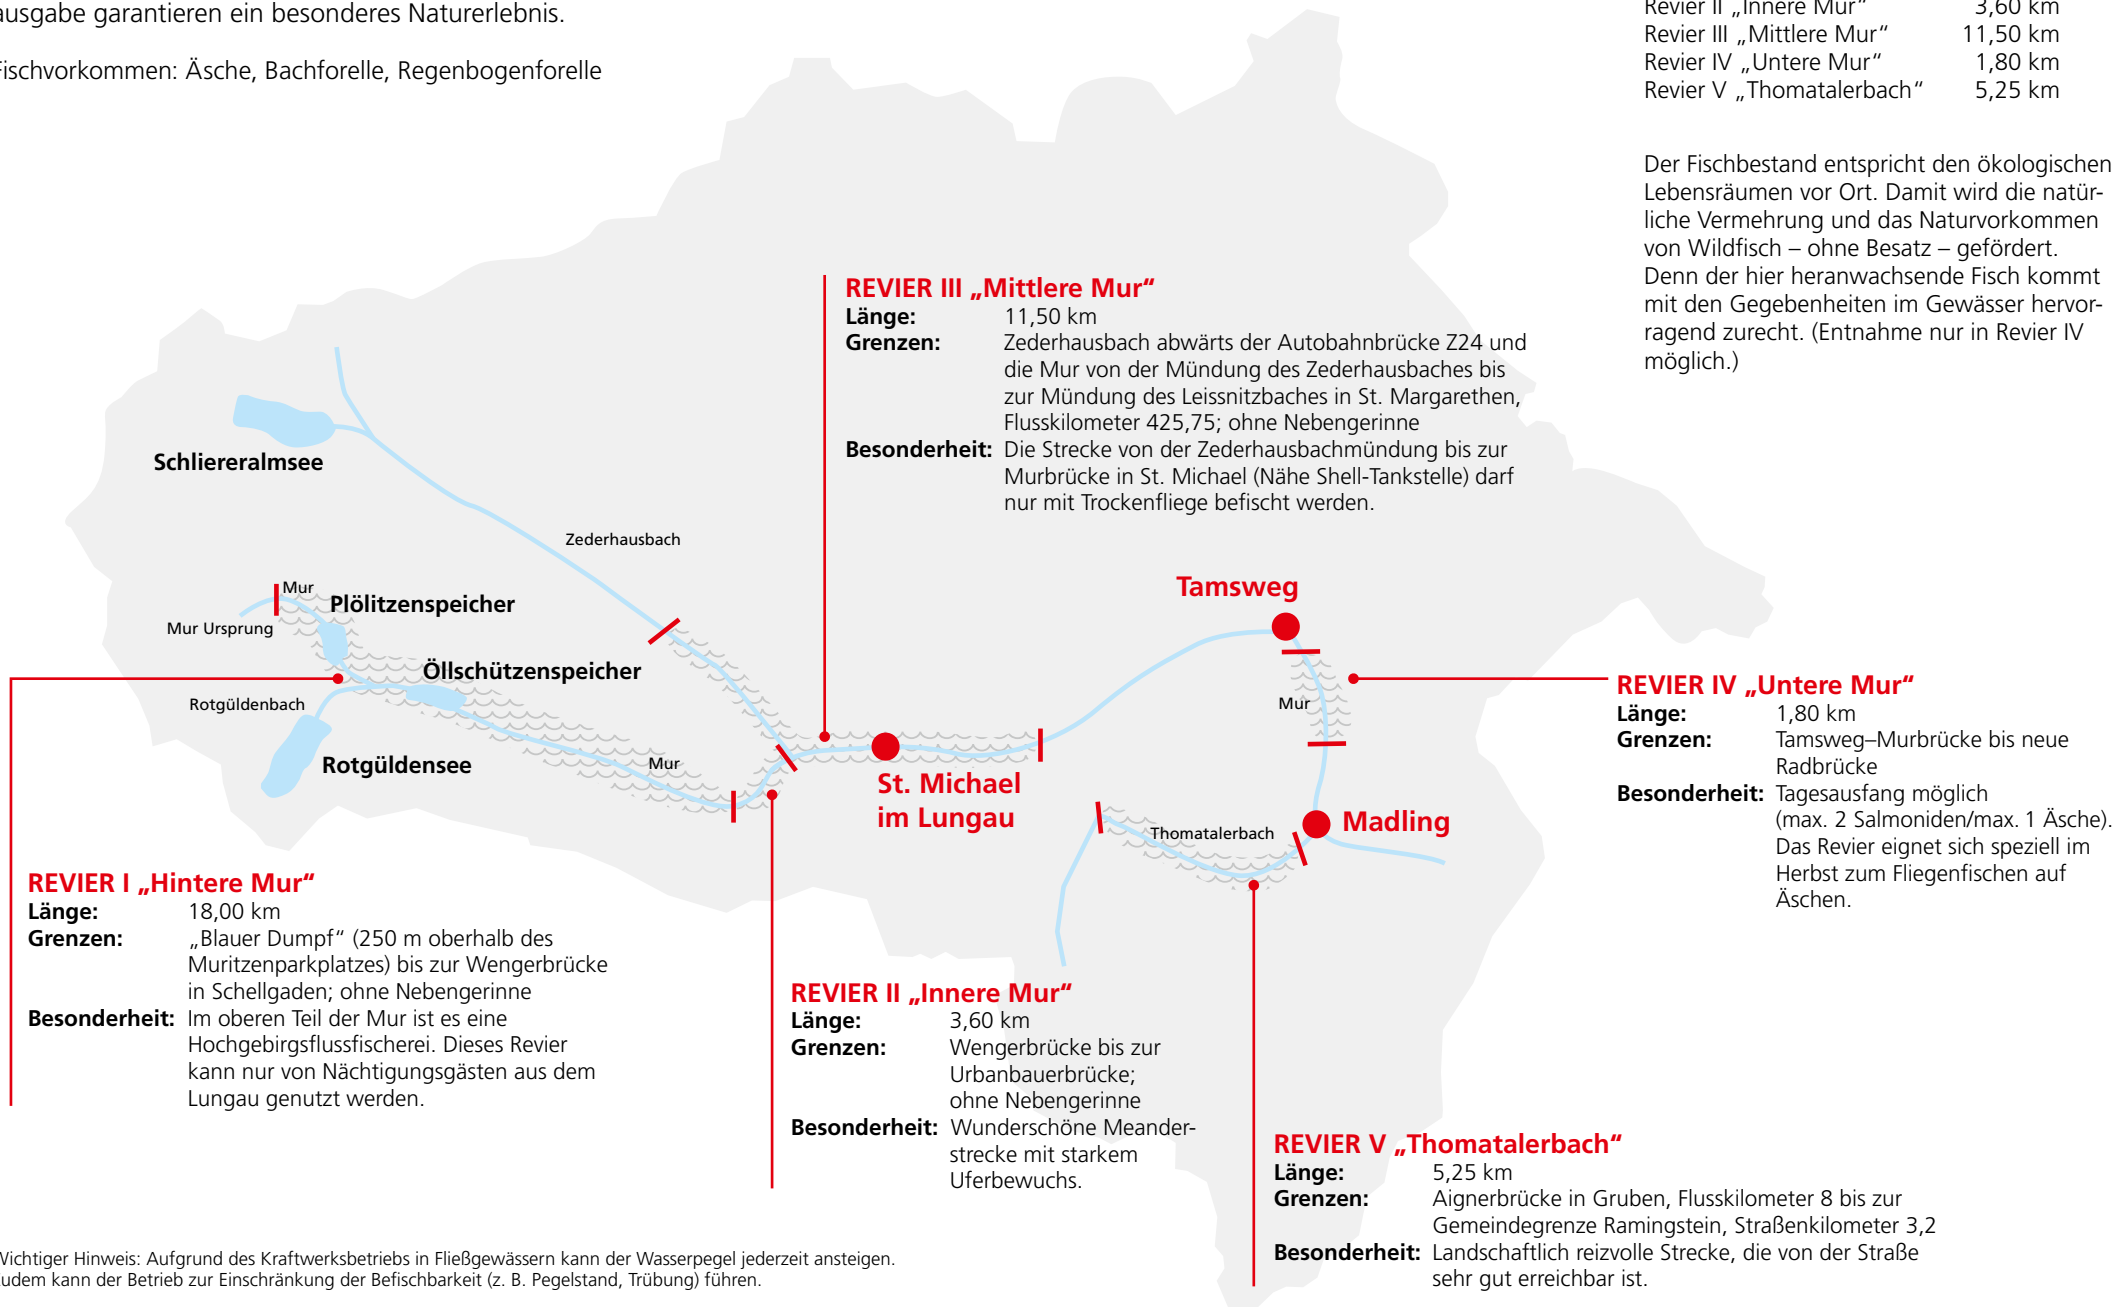 ausgabe garantieren ein besonderes Naturerlebnis.
Fischvorkommen: Äsche, Bachforelle, Regenbogenforelle
Revier II „Innere Mur“ 3,60 km
Revier III „Mittlere Mur“ 11,50 km
Revier IV „Untere Mur“ 1,80 km
Revier V „Thomatalerbach“ 5,25 km
Der Fischbestand entspricht den ökologischen
Lebensräumen vor Ort. Damit wird die natür-
liche Vermehrung und das Naturvorkommen
von Wildfisch – ohne Besatz – gefördert.
Denn der hier heranwachsende Fisch kommt
mit den Gegebenheiten im Gewässer hervor-
ragend zurecht. (Entnahme nur in Revier IV
möglich.)
REVIER III „Mittlere Mur“
Länge: 11,50 km
Grenzen: Zederhausbach abwärts der Autobahnbrücke Z24 und
die Mur von der Mündung des Zederhausbaches bis
zur Mündung des Leissnitzbaches in St. Margarethen,
Flusskilometer 425,75; ohne Nebengerinne
Besonderheit: Die Strecke von der Zederhausbachmündung bis zur
Murbrücke in St. Michael (Nähe Shell-Tankstelle) darf
nur mit Trockenfliege befischt werden.
Schliereralmsee
Zederhausbach
Mur
Plölitzenspeicher
Mur Ursprung
Öllschützenspeicher
Rotgüldenbach
Rotgüldensee
Mur
St. Michael
im Lungau
Tamsweg
Mur
Madling
Thomatalerbach
REVIER IV „Untere Mur“
Länge: 1,80 km
Grenzen: Tamsweg–Murbrücke bis neue
Radbrücke
Besonderheit: Tagesausfang möglich
(max. 2 Salmoniden/max. 1 Äsche).
Das Revier eignet sich speziell im
Herbst zum Fliegenfischen auf
Äschen.
REVIER I „Hintere Mur“
Länge: 18,00 km
Grenzen: „Blauer Dumpf“ (250 m oberhalb des
Muritzenparkplatzes) bis zur Wengerbrücke
in Schellgaden; ohne Nebengerinne
Besonderheit: Im oberen Teil der Mur ist es eine
Hochgebirgsflussfischerei. Dieses Revier
kann nur von Nächtigungsgästen aus dem
Lungau genutzt werden.
REVIER II „Innere Mur“
Länge: 3,60 km
Grenzen: Wengerbrücke bis zur
Urbanbauerbrücke;
ohne Nebengerinne
Besonderheit: Wunderschöne Meander-
strecke mit starkem
Uferbewuchs.
REVIER V „Thomatalerbach“
Länge: 5,25 km
Grenzen: Aignerbrücke in Gruben, Flusskilometer 8 bis zur
Gemeindegrenze Ramingstein, Straßenkilometer 3,2
Besonderheit: Landschaftlich reizvolle Strecke, die von der Straße
sehr gut erreichbar ist.
Wichtiger Hinweis: Aufgrund des Kraftwerksbetriebs in Fließgewässern kann der Wasserpegel jederzeit ansteigen.
Zudem kann der Betrieb zur Einschränkung der Befischbarkeit (z. B. Pegelstand, Trübung) führen.